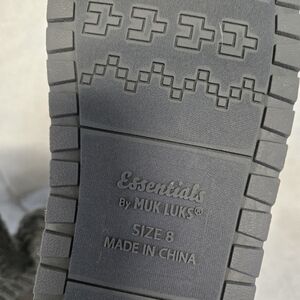 Essentials
By MUK LUKS®
SIZE 8
MADE IN CHINA